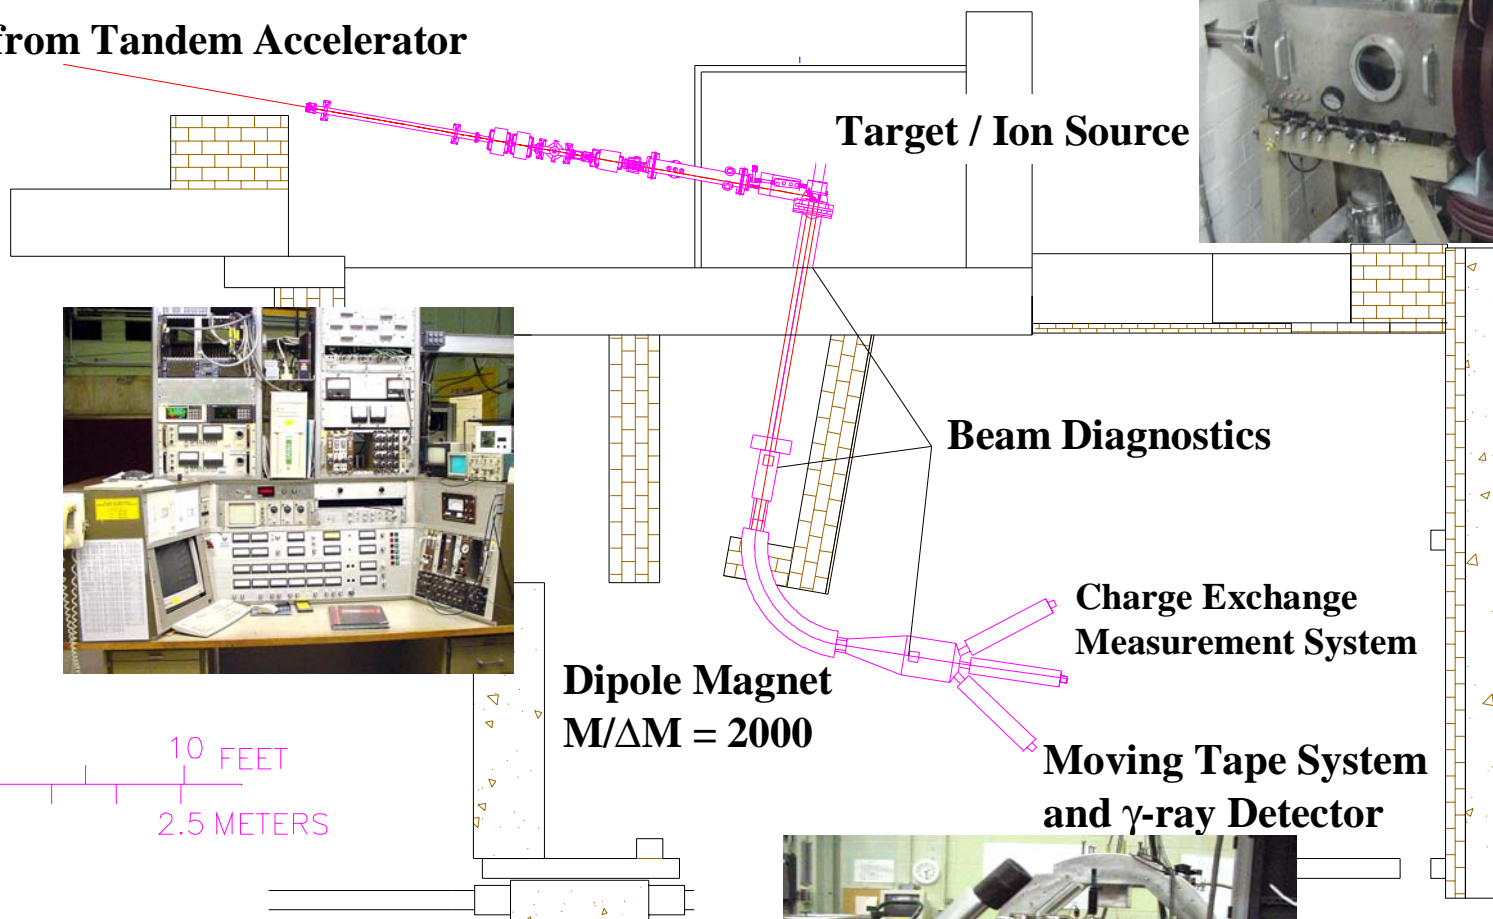 from Tandem Accelerator
Target / Ion Source
Beam Diagnostics
Charge Exchange
Measurement System
Dipole Magnet
M/ΔM = 2000
Moving Tape System
and γ-ray Detector
10 FEET
2.5 METERS